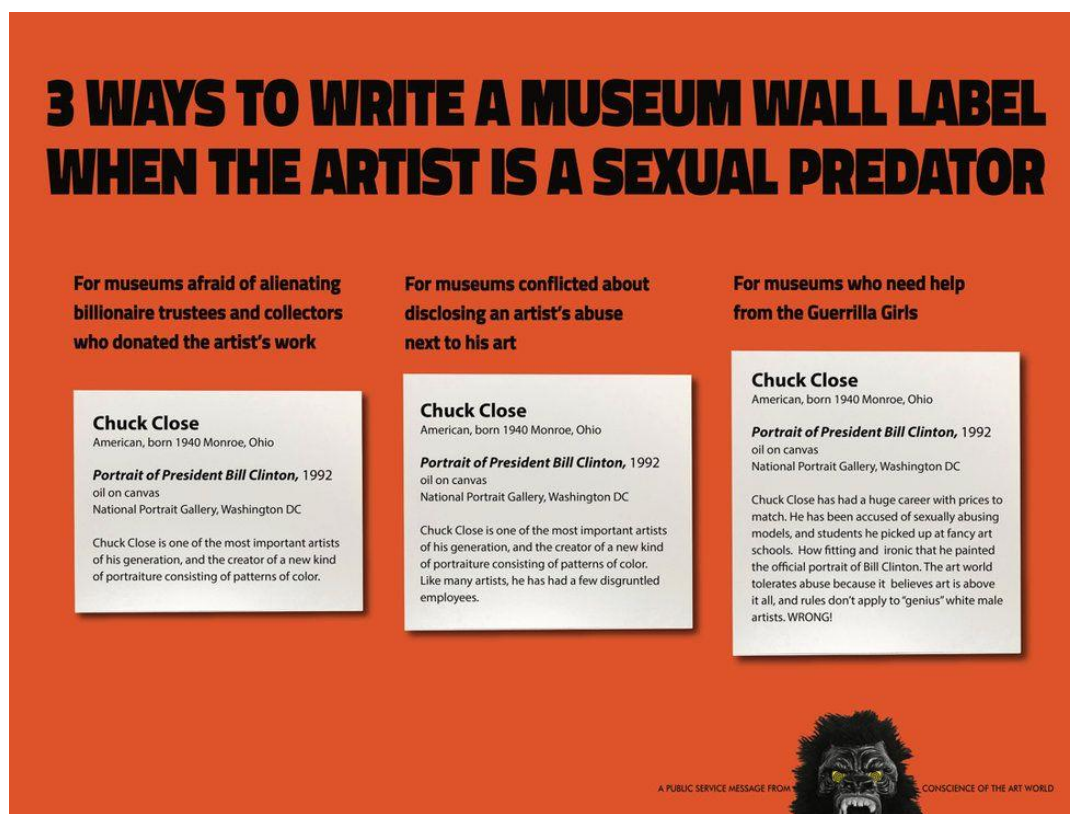 3 WAYS TO WRITE A MUSEUM WALL LABEL
WHEN THE ARTIST IS A SEXUAL PREDATOR
For museums afraid of alienating
billionaire trustees and collectors
who donated the artist's work
Chuck Close
American, born 1940 Monroe, Ohio
Portrait of President Bill Clinton, 1992
oil on canvas
National Portrait Gallery, Washington DC
Chuck Close is one of the most important artists
of his generation, and the creator of a new kind
of portraiture consisting of patterns of color.
For museums conflicted about
disclosing an artist's abuse
next to his art
Chuck Close
American, born 1940 Monroe, Ohio
Portrait of President Bill Clinton, 1992
oil on canvas
National Portrait Gallery, Washington DC
Chuck Close is one of the most important artists
of his generation, and the creator of a new kind
of portraiture consisting of patterns of color.
Like many artists, he has had a few disgruntled
employees.
For museums who need help
from the Guerrilla Girls
Chuck Close
American, born 1940 Monroe, Ohio
Portrait of President Bill Clinton, 1992
oil on canvas
National Portrait Gallery, Washington DC
Chuck Close has had a huge career with prices to
match. He has been accused of sexually abusing
models, and students he picked up at fancy art
schools. How fitting and ironic that he painted
the official portrait of Bill Clinton. The art world
tolerates abuse because it believes art is above
it all, and rules don't apply to "genius" white male
artists. WRONG!
A PUBLIC SERVICE MESSAGE FROM
CONSCIENCE OF THE ART WORLD